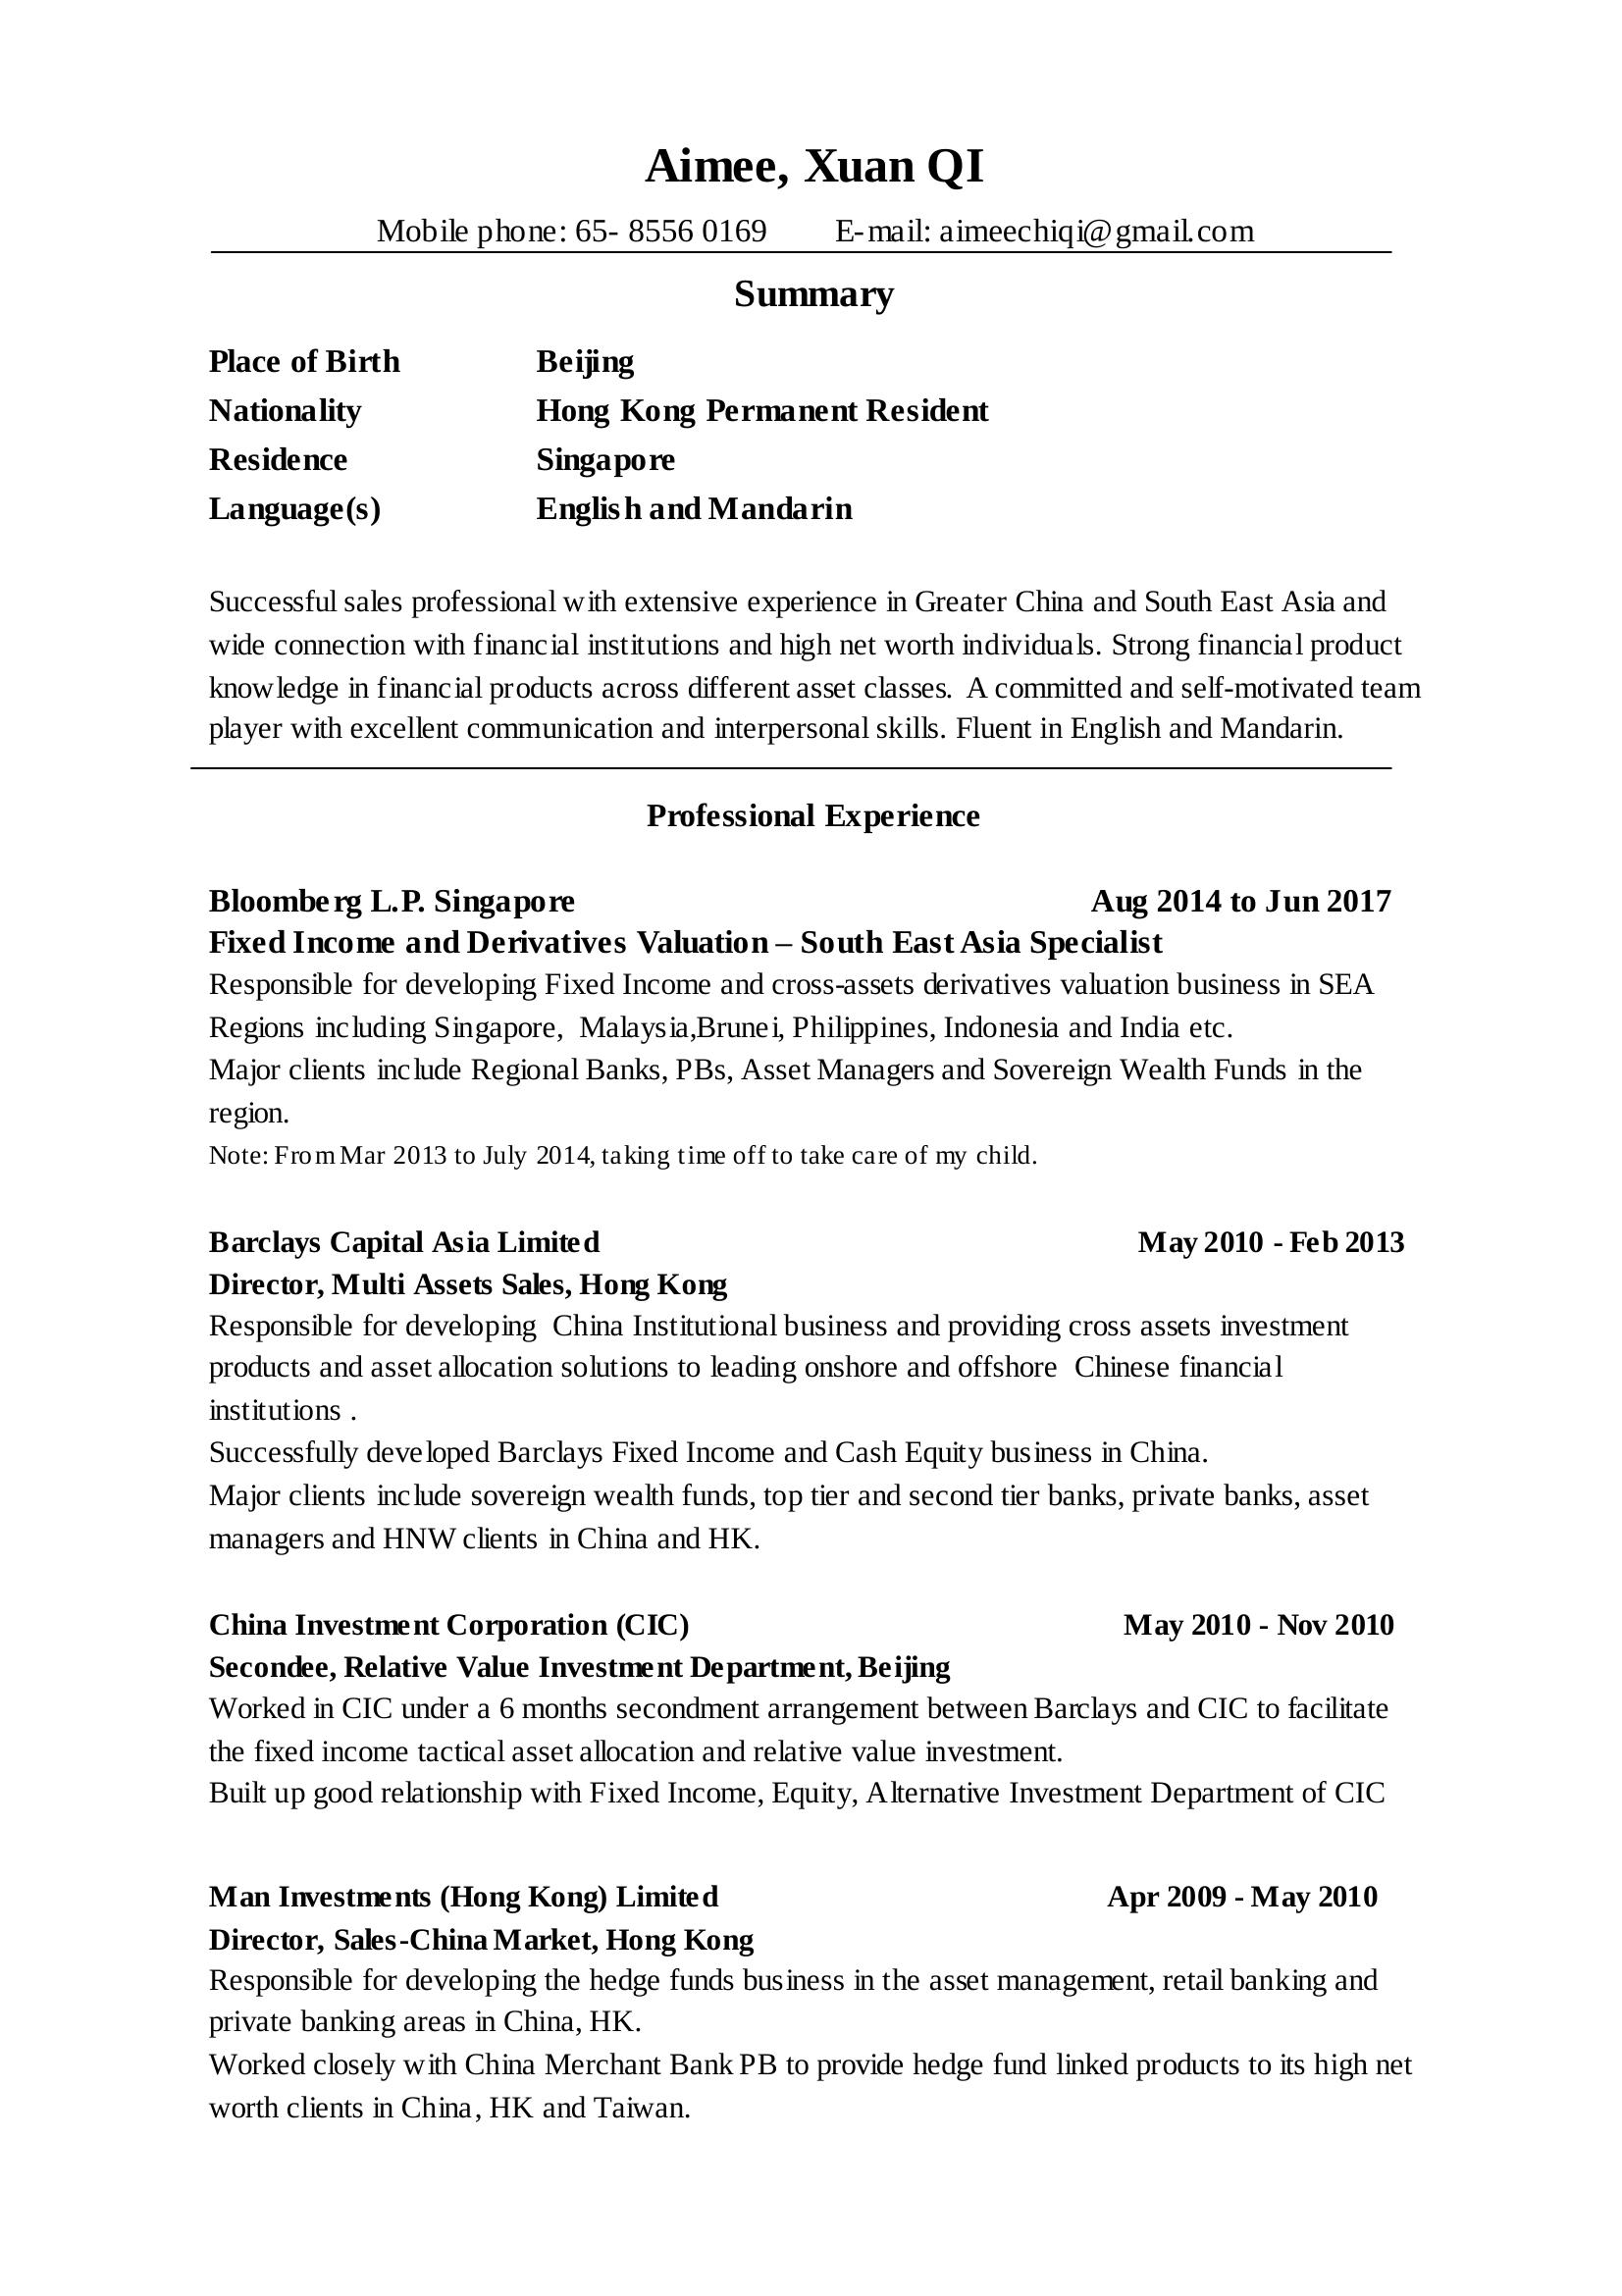 Aimee, Xuan QI
Mobile phone: 65- 8556 0169 E-mail: aimeechiqi@gmail.com
Summary
Place of Birth Beijing
Nationality Hong Kong Permanent Resident
Residence Singapore
Language(s) English and Mandarin
Successful sales professional with extensive experience in Greater China and South East Asia and
wide connection with financial institutions and high net worth individuals. Strong financial product
knowledge in financial products across different asset classes. A committed and self-motivated team
player with excellent communication and interpersonal skills. Fluent in English and Mandarin.
Professional Experience
Bloomberg L.P. Singapore Aug 2014 to Jun 2017
Fixed Income and Derivatives Valuation – South East Asia Specialist
Responsible for developing Fixed Income and cross-assets derivatives valuation business in SEA
Regions including Singapore, Malaysia,Brunei, Philippines, Indonesia and India etc.
Major clients include Regional Banks, PBs, Asset Managers and Sovereign Wealth Funds in the
region.
Note: From Mar 2013 to July 2014, taking time off to take care of my child.
Barclays Capital Asia Limited May 2010 - Feb 2013
Director, Multi Assets Sales, Hong Kong
Responsible for developing China Institutional business and providing cross assets investment
products and asset allocation solutions to leading onshore and offshore Chinese financial
institutions .
Successfully developed Barclays Fixed Income and Cash Equity business in China.
Major clients include sovereign wealth funds, top tier and second tier banks, private banks, asset
managers and HNW clients in China and HK.
China Investment Corporation (CIC) May 2010 - Nov 2010
Secondee, Relative Value Investment Department, Beijing
Worked in CIC under a 6 months secondment arrangement between Barclays and CIC to facilitate
the fixed income tactical asset allocation and relative value investment.
Built up good relationship with Fixed Income, Equity, Alternative Investment Department of CIC
Man Investments (Hong Kong) Limited Apr 2009 - May 2010
Director, Sales-China Market, Hong Kong
Responsible for developing the hedge funds business in the asset management, retail banking and
private banking areas in China, HK.
Worked closely with China Merchant Bank PB to provide hedge fund linked products to its high net
worth clients in China, HK and Taiwan.